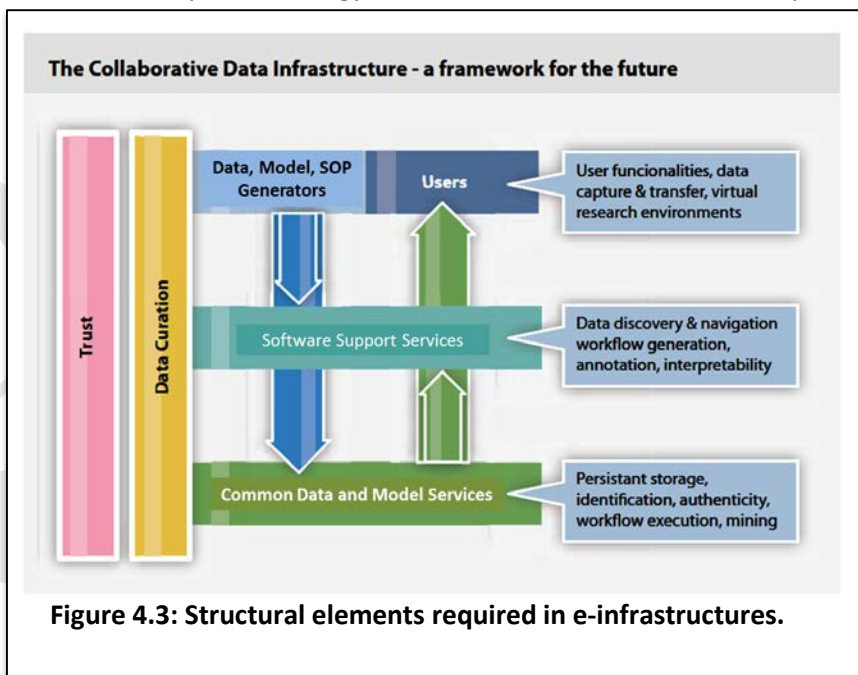 The Collaborative Data Infrastructure - a framework for the future
Data, Model, SOP
Generators
Users
User funcionalities, data
capture & transfer, virtual
research environments
Trust
Data Curation
Software Support Services
Data discovery & navigation
workflow generation,
annotation, interpretability
Common Data and Model Services
Persistant storage,
identification, authenticity,
workflow execution, mining
Figure 4.3: Structural elements required in e-infrastructures.